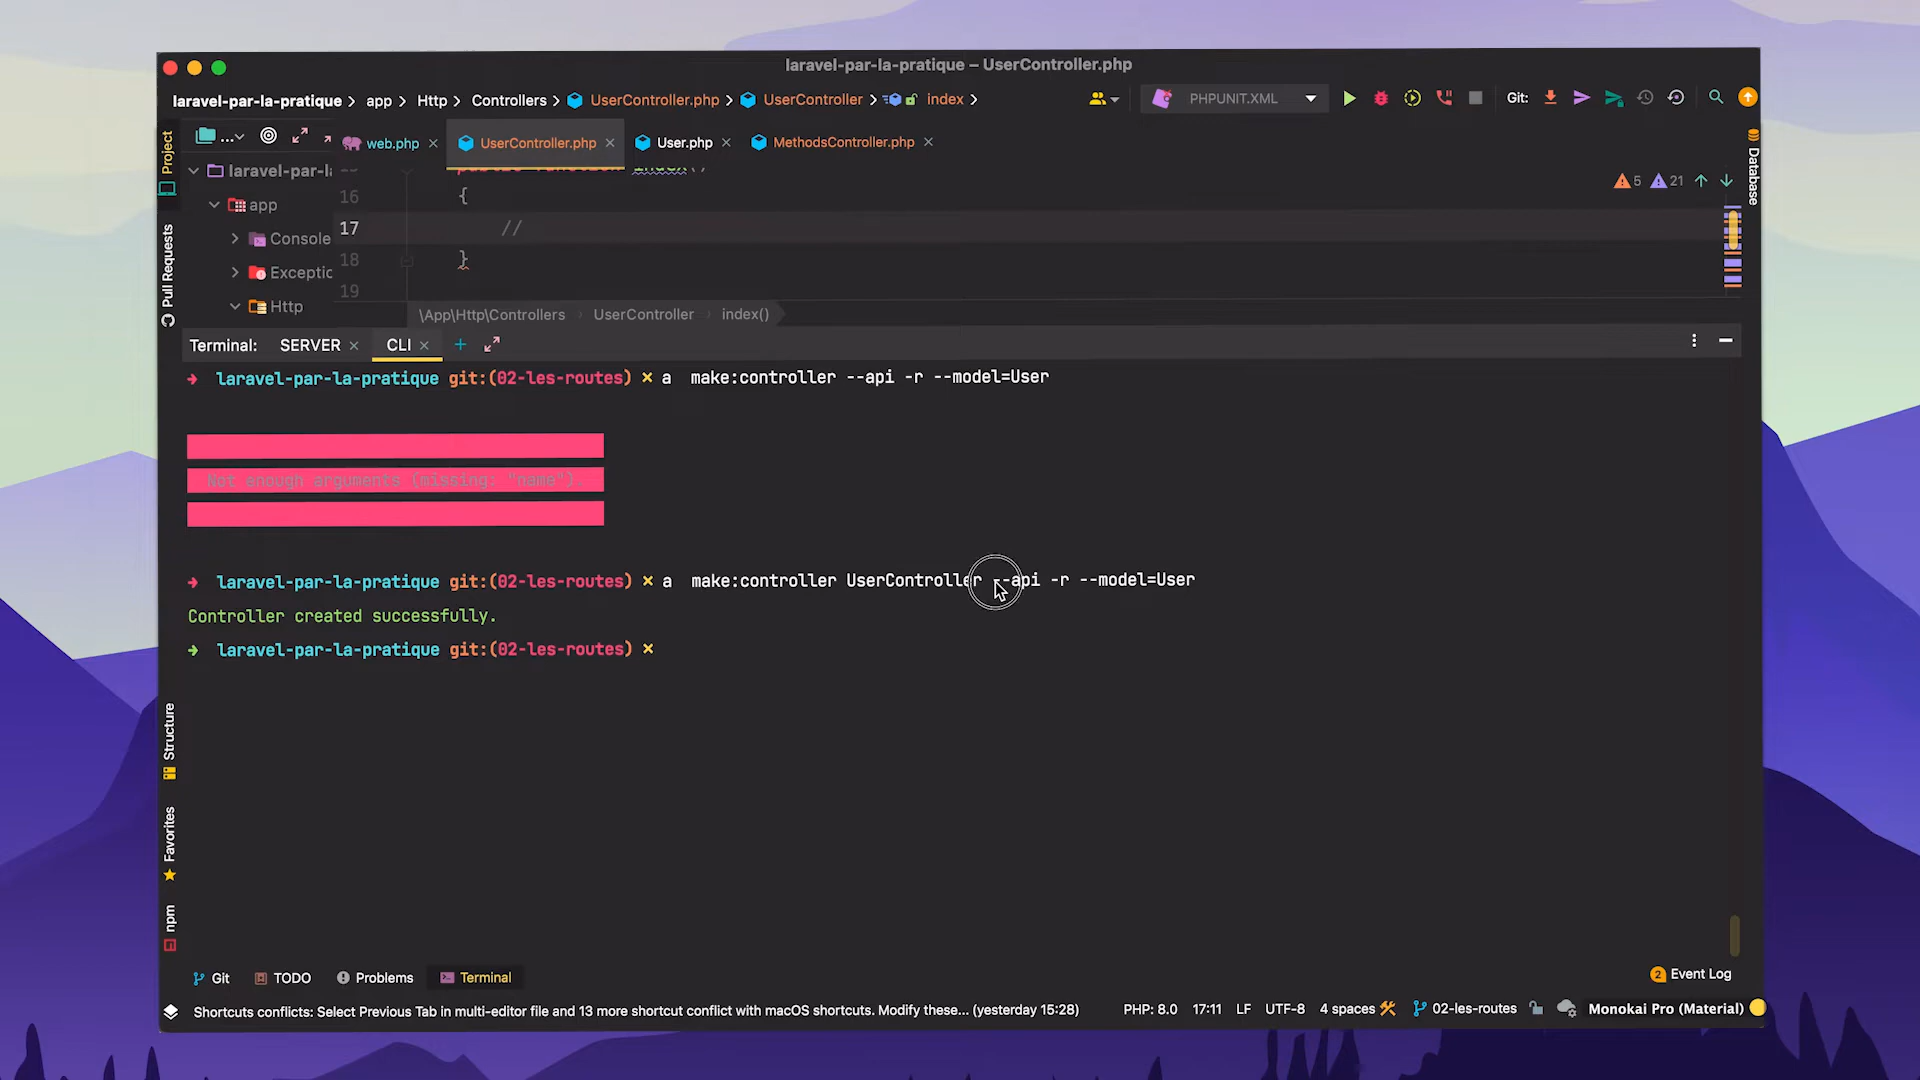 laravel-par-la-pratique – UserController.php
laravel-par-la-pratique > app > Http > Controllers > UserController.php > UserController > index >
PHPUNIT.XML
Git:
Project
...
web.php
UserController.php
User.php
MethodsController.php
Database
laravel-par-la
15 public function index()
5 21
16 {
app
17 //
Console
18 }
Exceptio
19
Http
Pull Requests
\App\Http\Controllers > UserController > index()
Terminal: SERVER CLI
laravel-par-la-pratique git:(02-les-routes) ✗ a  make:controller --api -r --model=User
Not enough arguments (missing: "name").
laravel-par-la-pratique git:(02-les-routes) ✗ a  make:controller UserController --api -r --model=User
Controller created successfully.
laravel-par-la-pratique git:(02-les-routes) ✗
Structure
Favorites
npm
Git TODO Problems Terminal
2 Event Log
Shortcuts conflicts: Select Previous Tab in multi-editor file and 13 more shortcut conflict with macOS shortcuts. Modify these... (yesterday 15:28)
PHP: 8.0 17:11 LF UTF-8 4 spaces 02-les-routes Monokai Pro (Material)